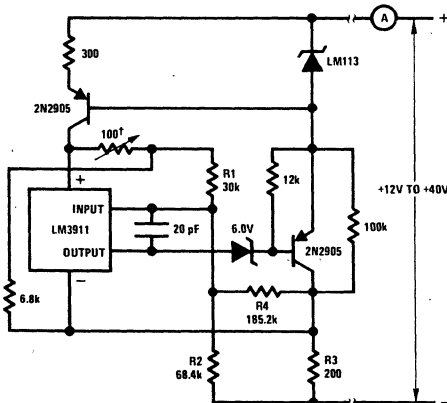 A
+
300
LM113
2N2905
100†
+
R1
30k
12k
+12V TO +40V
INPUT
LM3911
OUTPUT
20 pF
6.0V
2N2905
100k
−
6.8k
R4
185.2k
R2
68.4k
R3
200
−